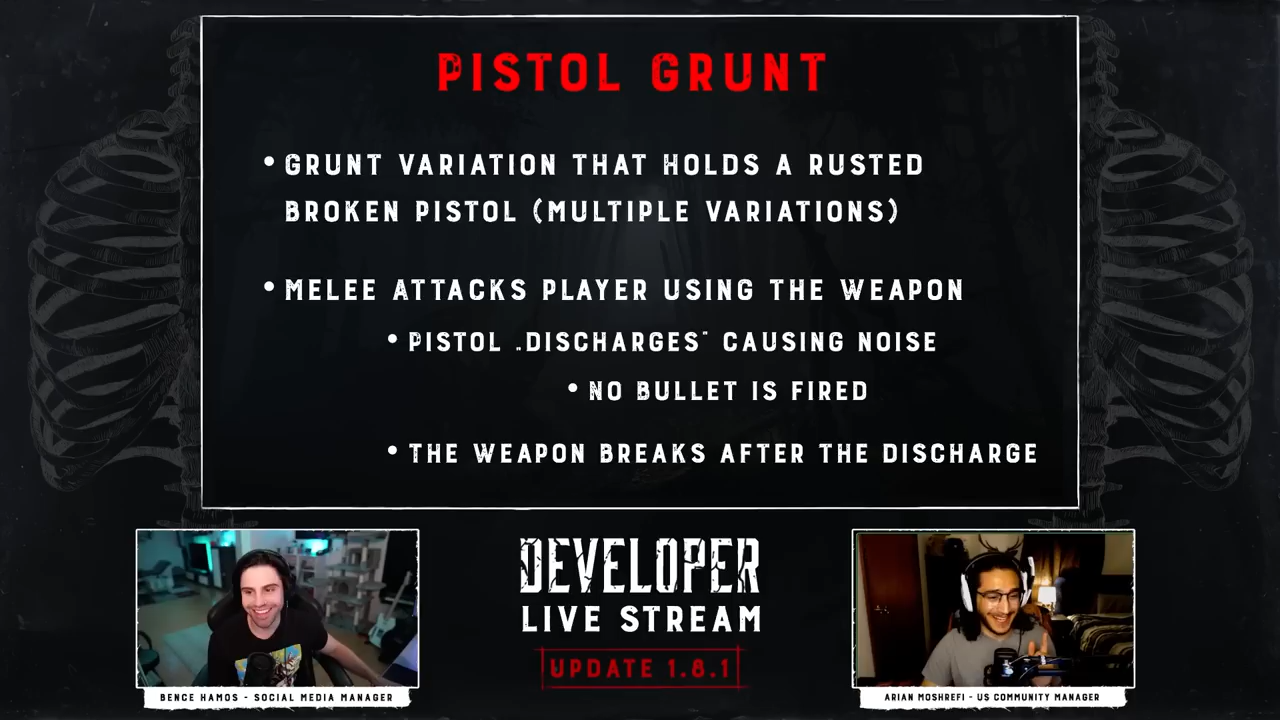 PISTOL GRUNT
• GRUNT VARIATION THAT HOLDS A RUSTED
BROKEN PISTOL (MULTIPLE VARIATIONS)
• MELEE ATTACKS PLAYER USING THE WEAPON
• PISTOL „DISCHARGES" CAUSING NOISE
• NO BULLET IS FIRED
• THE WEAPON BREAKS AFTER THE DISCHARGE
DEVELOPER
LIVE STREAM
UPDATE 1.8.1
BENCE HAMOS - SOCIAL MEDIA MANAGER
ARIAN MOSHREFI - US COMMUNITY MANAGER